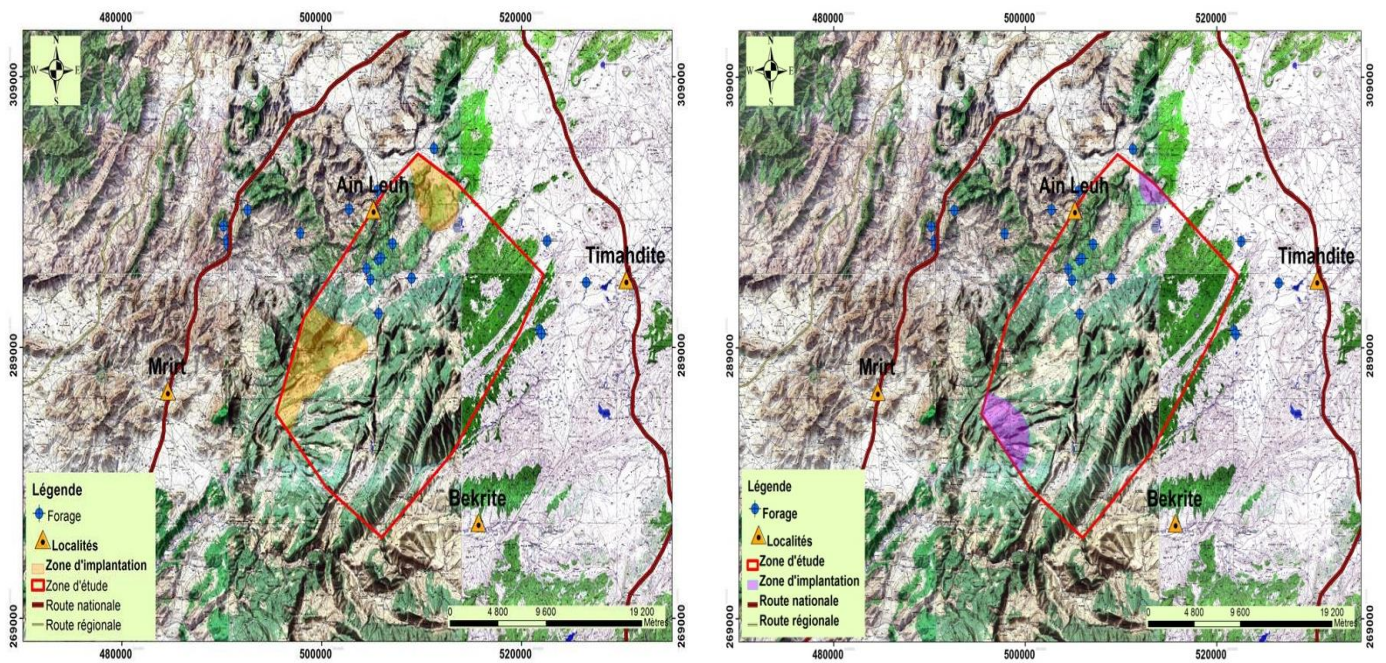 480000 500000 520000
N
W E
S
309000 309000
Ain Leuh
Timahdite
289000 289000
Mrirt
Bekrite
Légende
Forage
Localités
Zone d'implantation
Zone d'étude
Route nationale
Route régionale
0 4 800 9 600 19 200
Mètres
269000 269000
480000 500000 520000
480000 500000 520000
N
W E
S
309000 309000
Ain Leuh
Timahdite
289000 289000
Mrirt
Bekrite
Légende
Forage
Localités
Zone d'étude
Zone d'implantation
Route nationale
Route régionale
0 4 800 9 600 19 200
Mètres
269000 269000
480000 500000 520000